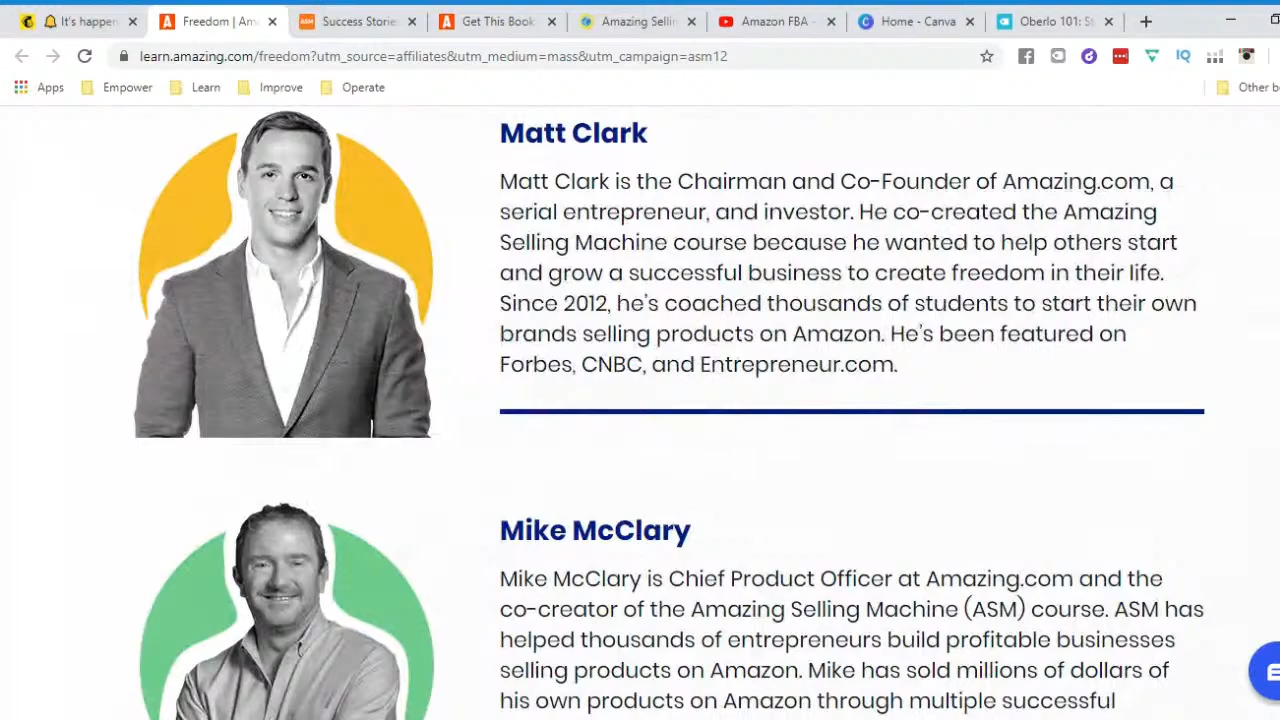 It's happen
Freedom | Am
Success Storie
Get This Book
Amazing Sellin
Amazon FBA -
Home - Canva
Oberlo 101: St
learn.amazing.com/freedom?utm_source=affiliates&utm_medium=mass&utm_campaign=asm12
Apps
Empower
Learn
Improve
Operate
Other b
Matt Clark
Matt Clark is the Chairman and Co-Founder of Amazing.com, a
serial entrepreneur, and investor. He co-created the Amazing
Selling Machine course because he wanted to help others start
and grow a successful business to create freedom in their life.
Since 2012, he's coached thousands of students to start their own
brands selling products on Amazon. He's been featured on
Forbes, CNBC, and Entrepreneur.com.
Mike McClary
Mike McClary is Chief Product Officer at Amazing.com and the
co-creator of the Amazing Selling Machine (ASM) course. ASM has
helped thousands of entrepreneurs build profitable businesses
selling products on Amazon. Mike has sold millions of dollars of
his own products on Amazon through multiple successful